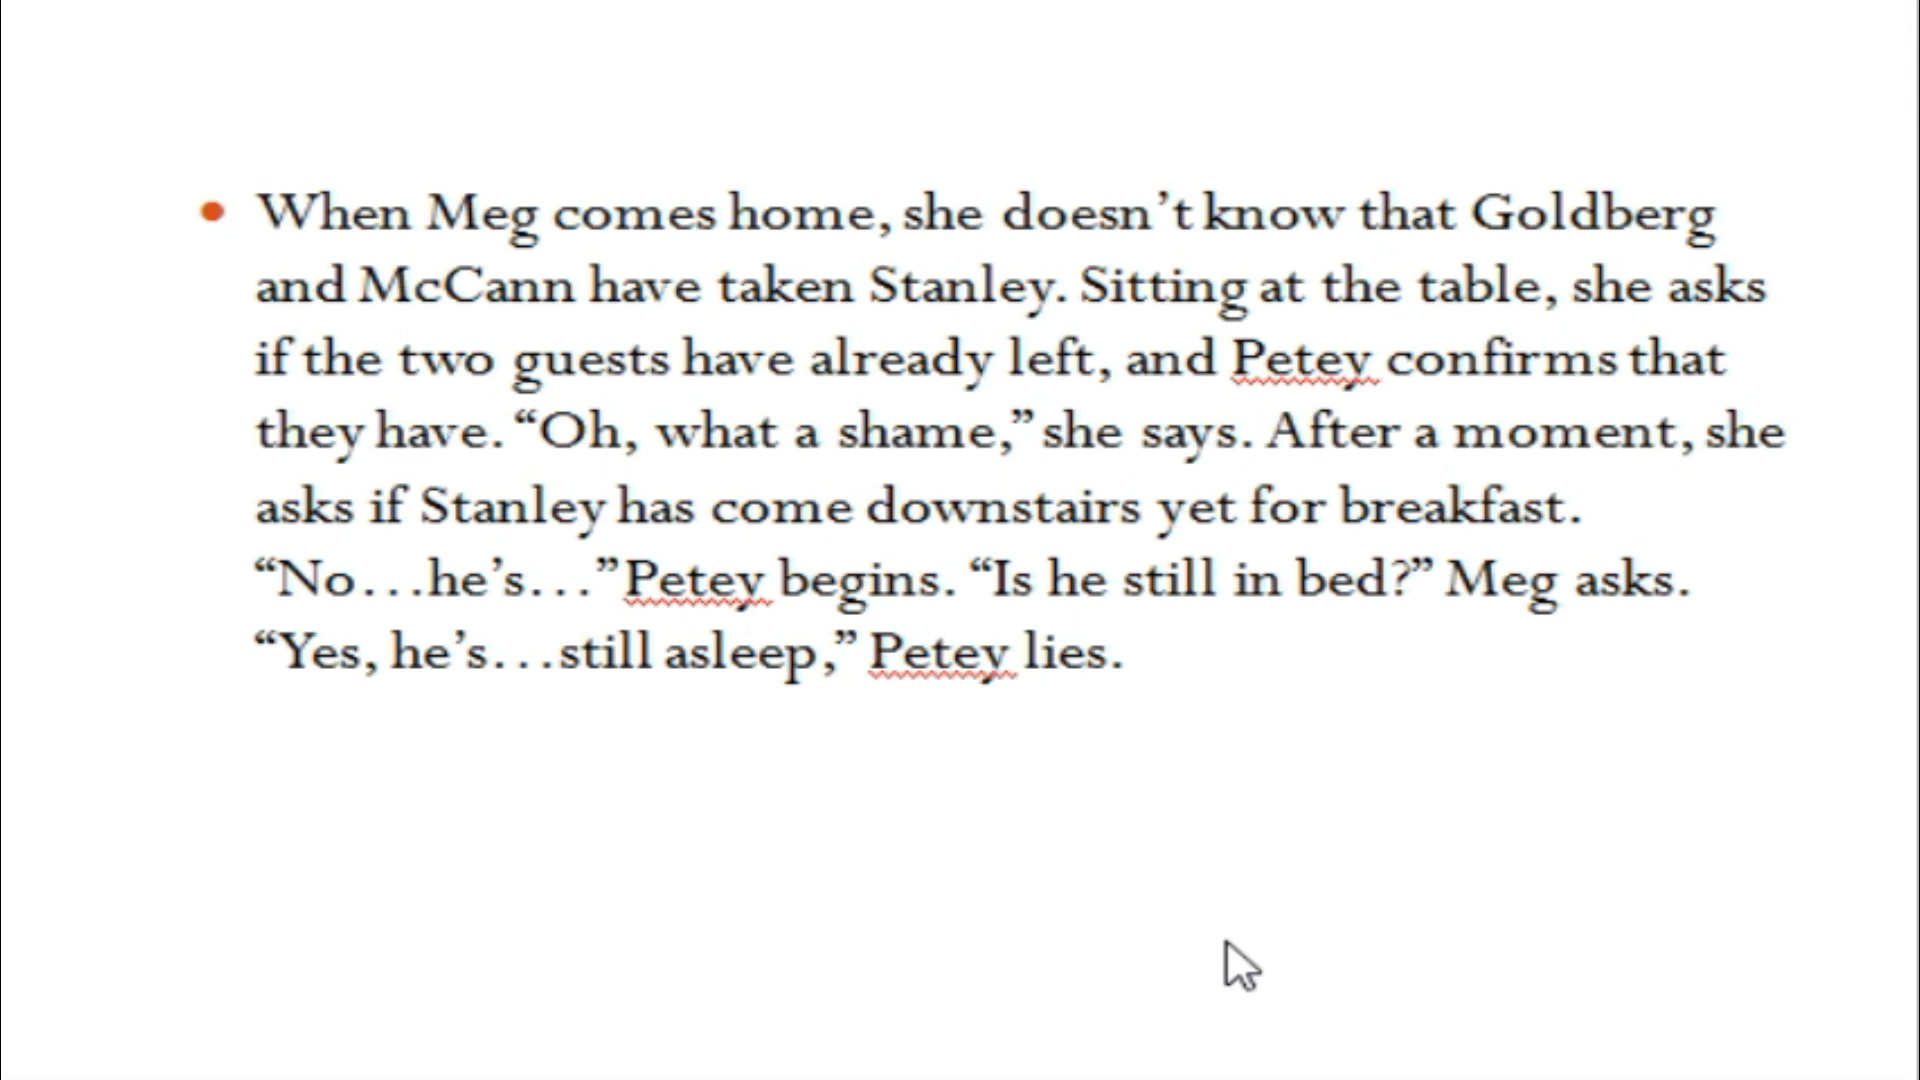 • When Meg comes home, she doesn’t know that Goldberg
and McCann have taken Stanley. Sitting at the table, she asks
if the two guests have already left, and Petey confirms that
they have. “Oh, what a shame,” she says. After a moment, she
asks if Stanley has come downstairs yet for breakfast.
“No…he’s…” Petey begins. “Is he still in bed?” Meg asks.
“Yes, he’s…still asleep,” Petey lies.